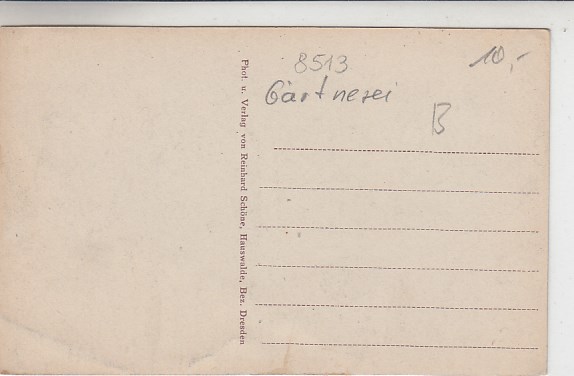 Phot. u. Verlag von Reinhard Schöne, Hauswalde, Bez. Dresden
8513
10,-
Gärtnerei
B